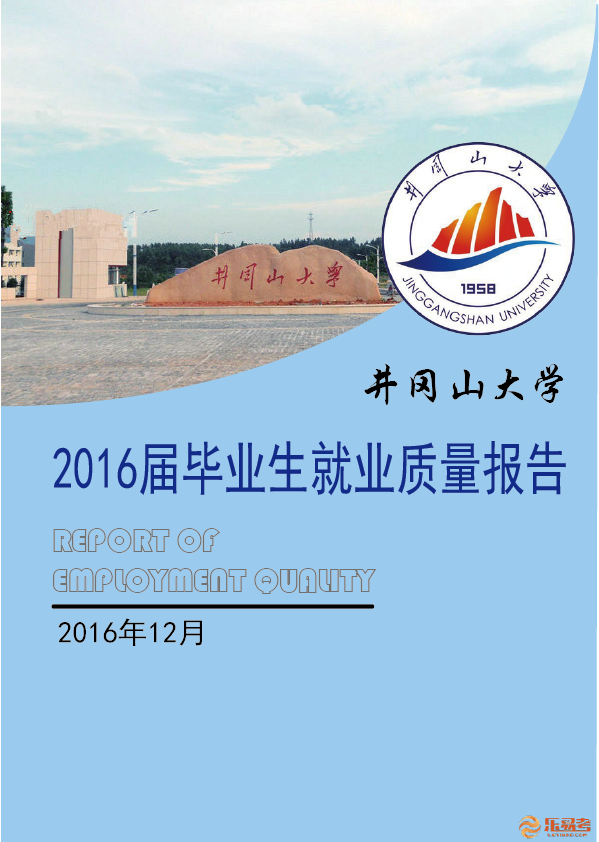 井冈山大学
1958
JINGGANGSHAN UNIVERSITY
井冈山大学
井冈山大学
2016届毕业生就业质量报告
REPORT OF
EMPLOYMENT QUALITY
2016年12月
乐易考